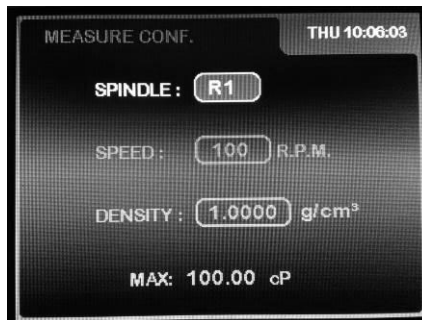 MEASURE CONF.
THU 10:06:03
SPINDLE : R1
SPEED : 100 R.P.M.
DENSITY : 1.0000 g/cm³
MAX: 100.00 cP